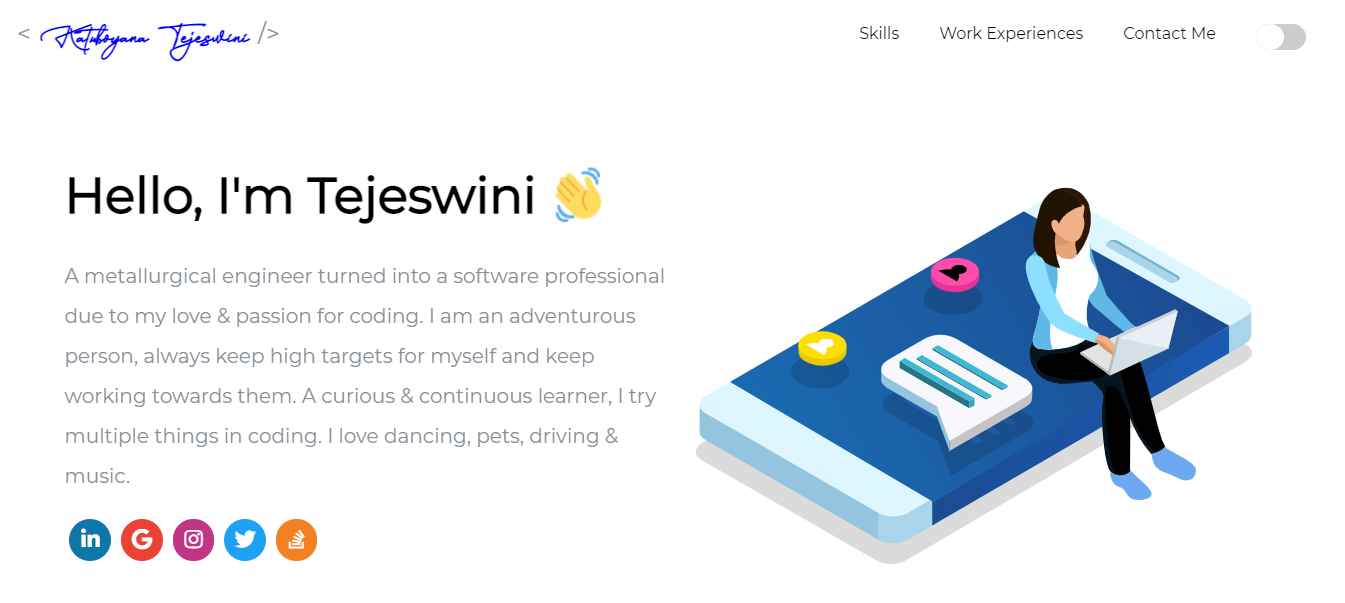 < Katuboyana Tejeswini />
Skills
Work Experiences
Contact Me
Hello, I'm Tejeswini 👋
A metallurgical engineer turned into a software professional
due to my love & passion for coding. I am an adventurous
person, always keep high targets for myself and keep
working towards them. A curious & continuous learner, I try
multiple things in coding. I love dancing, pets, driving &
music.
in
G